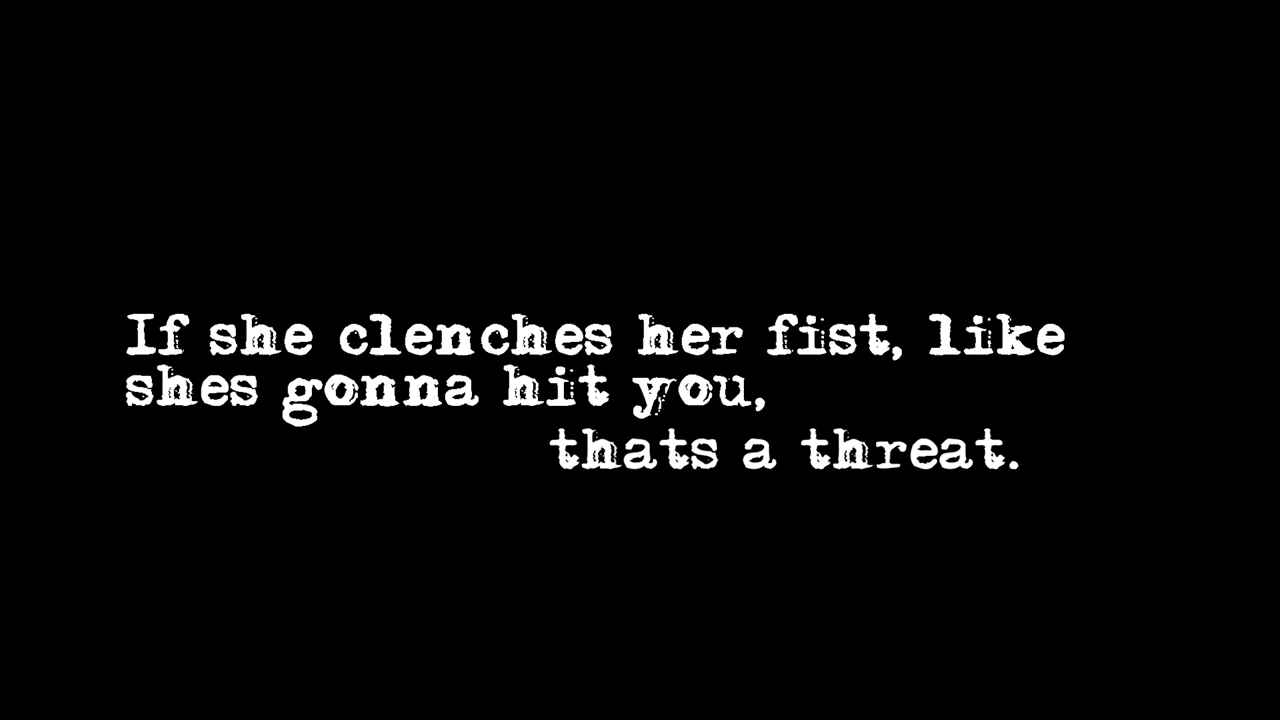 If she clenches her fist, like
shes gonna hit you,
thats a threat.